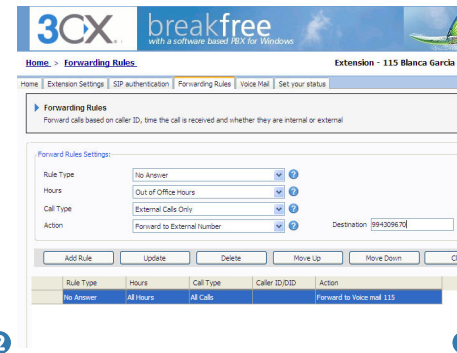 3CX.
breakfree
with a software based PBX for Windows
Home > Forwarding Rules
Extension - 115 Blanca Garcia
Home Extension Settings SIP authentication Forwarding Rules Voice Mail Set your status
Forwarding Rules
Forward calls based on caller ID, time the call is received and whether they are internal or external
Forward Rules Settings:
Rule Type No Answer
Hours Out of Office Hours
Call Type External Calls Only
Action Forward to External Number Destination 994309670
Add Rule Update Delete Move Up Move Down Cl
Rule Type Hours Call Type Caller ID/DID Action
No Answer All Hours All Calls Forward to Voice mail 115
2